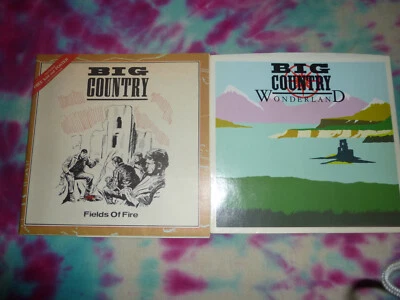 BIG
COUNTRY
Fields Of Fire
BIG
COUNTRY
WONDERLAND